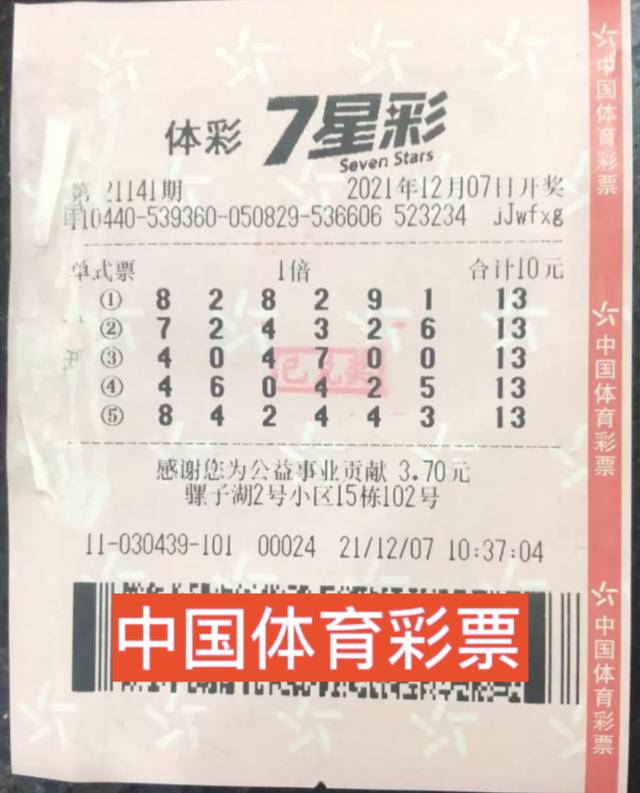 体彩 7星彩
Seven Stars
第21141期 2021年12月07日开奖
10440-539360-050829-536606 523234 jJwfxg
单式票 1倍 合计10元
① 8 2 8 2 9 1 13
② 7 2 4 3 2 6 13
③ 4 0 4 7 0 0 13
④ 4 6 0 4 2 5 13
⑤ 8 4 2 4 4 3 13
已兑奖
感谢您为公益事业贡献 3.70元
骡子湖2号小区15栋102号
11-030439-101 00024 21/12/07 10:37:04
中国体育彩票
中国体育彩票
中国体育彩票
中国体育彩票